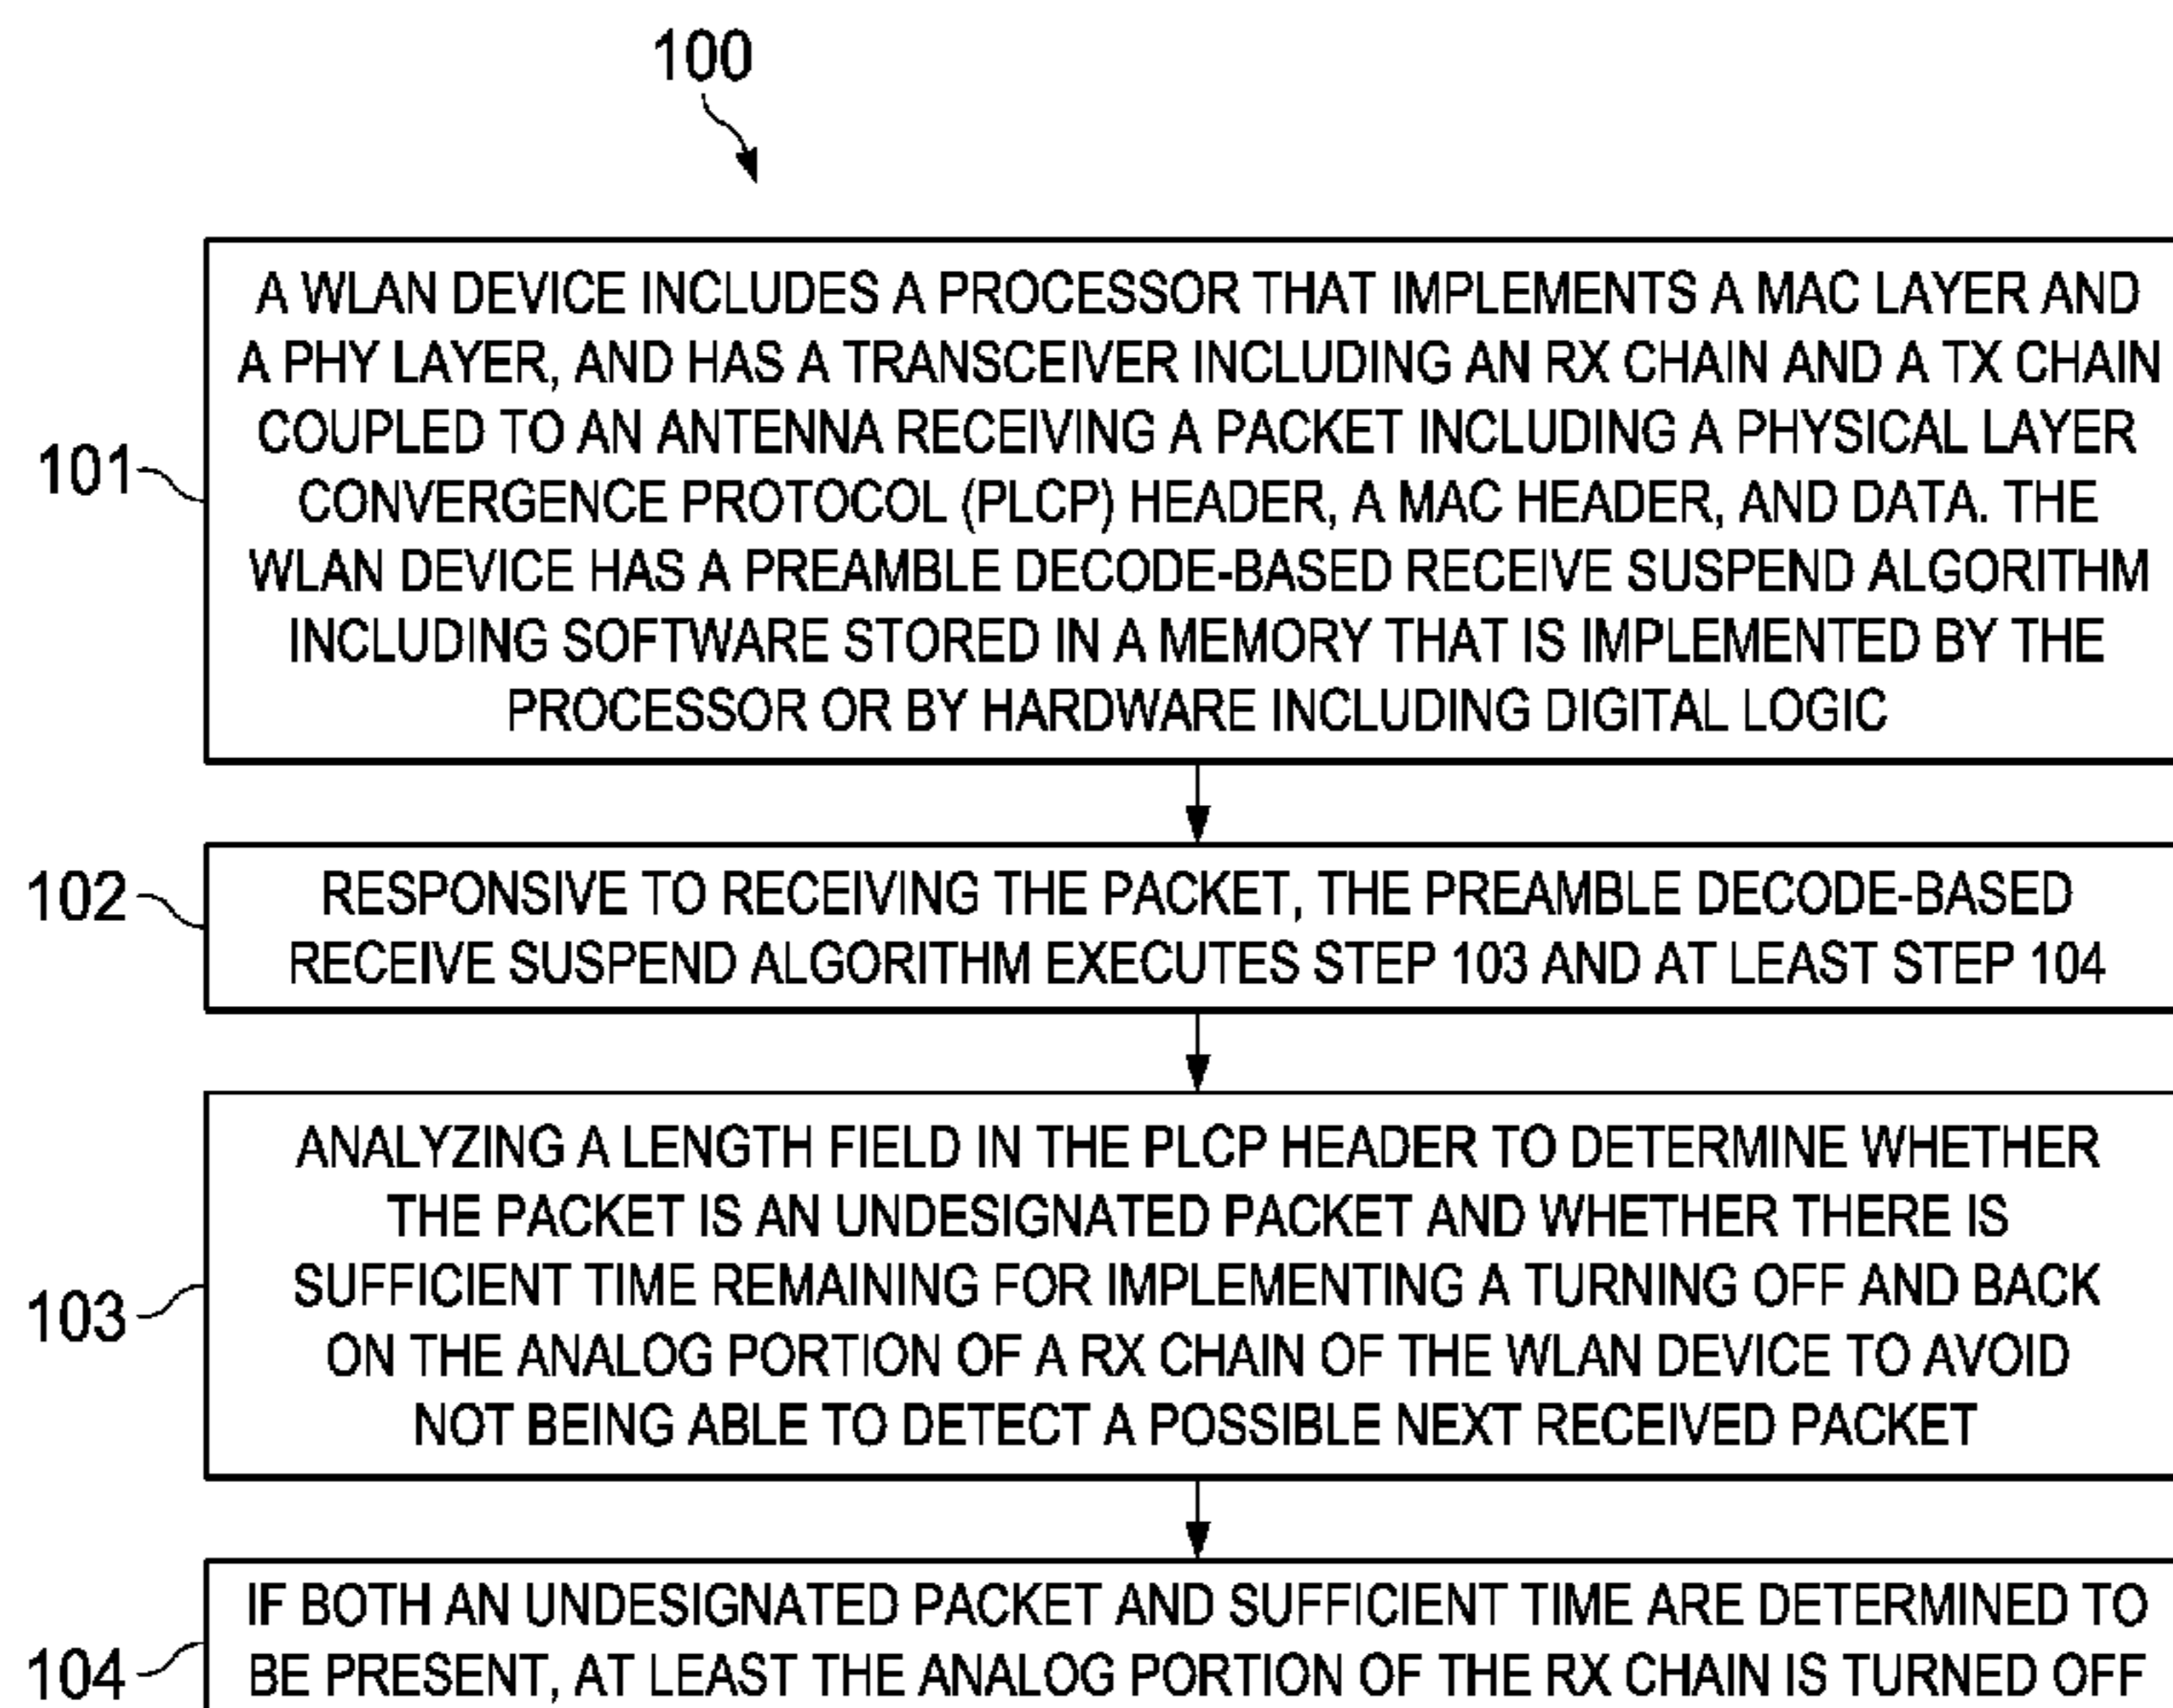 100
101
A WLAN DEVICE INCLUDES A PROCESSOR THAT IMPLEMENTS A MAC LAYER AND
A PHY LAYER, AND HAS A TRANSCEIVER INCLUDING AN RX CHAIN AND A TX CHAIN
COUPLED TO AN ANTENNA RECEIVING A PACKET INCLUDING A PHYSICAL LAYER
CONVERGENCE PROTOCOL (PLCP) HEADER, A MAC HEADER, AND DATA. THE
WLAN DEVICE HAS A PREAMBLE DECODE-BASED RECEIVE SUSPEND ALGORITHM
INCLUDING SOFTWARE STORED IN A MEMORY THAT IS IMPLEMENTED BY THE
PROCESSOR OR BY HARDWARE INCLUDING DIGITAL LOGIC
102
RESPONSIVE TO RECEIVING THE PACKET, THE PREAMBLE DECODE-BASED
RECEIVE SUSPEND ALGORITHM EXECUTES STEP 103 AND AT LEAST STEP 104
103
ANALYZING A LENGTH FIELD IN THE PLCP HEADER TO DETERMINE WHETHER
THE PACKET IS AN UNDESIGNATED PACKET AND WHETHER THERE IS
SUFFICIENT TIME REMAINING FOR IMPLEMENTING A TURNING OFF AND BACK
ON THE ANALOG PORTION OF A RX CHAIN OF THE WLAN DEVICE TO AVOID
NOT BEING ABLE TO DETECT A POSSIBLE NEXT RECEIVED PACKET
104
IF BOTH AN UNDESIGNATED PACKET AND SUFFICIENT TIME ARE DETERMINED TO
BE PRESENT, AT LEAST THE ANALOG PORTION OF THE RX CHAIN IS TURNED OFF